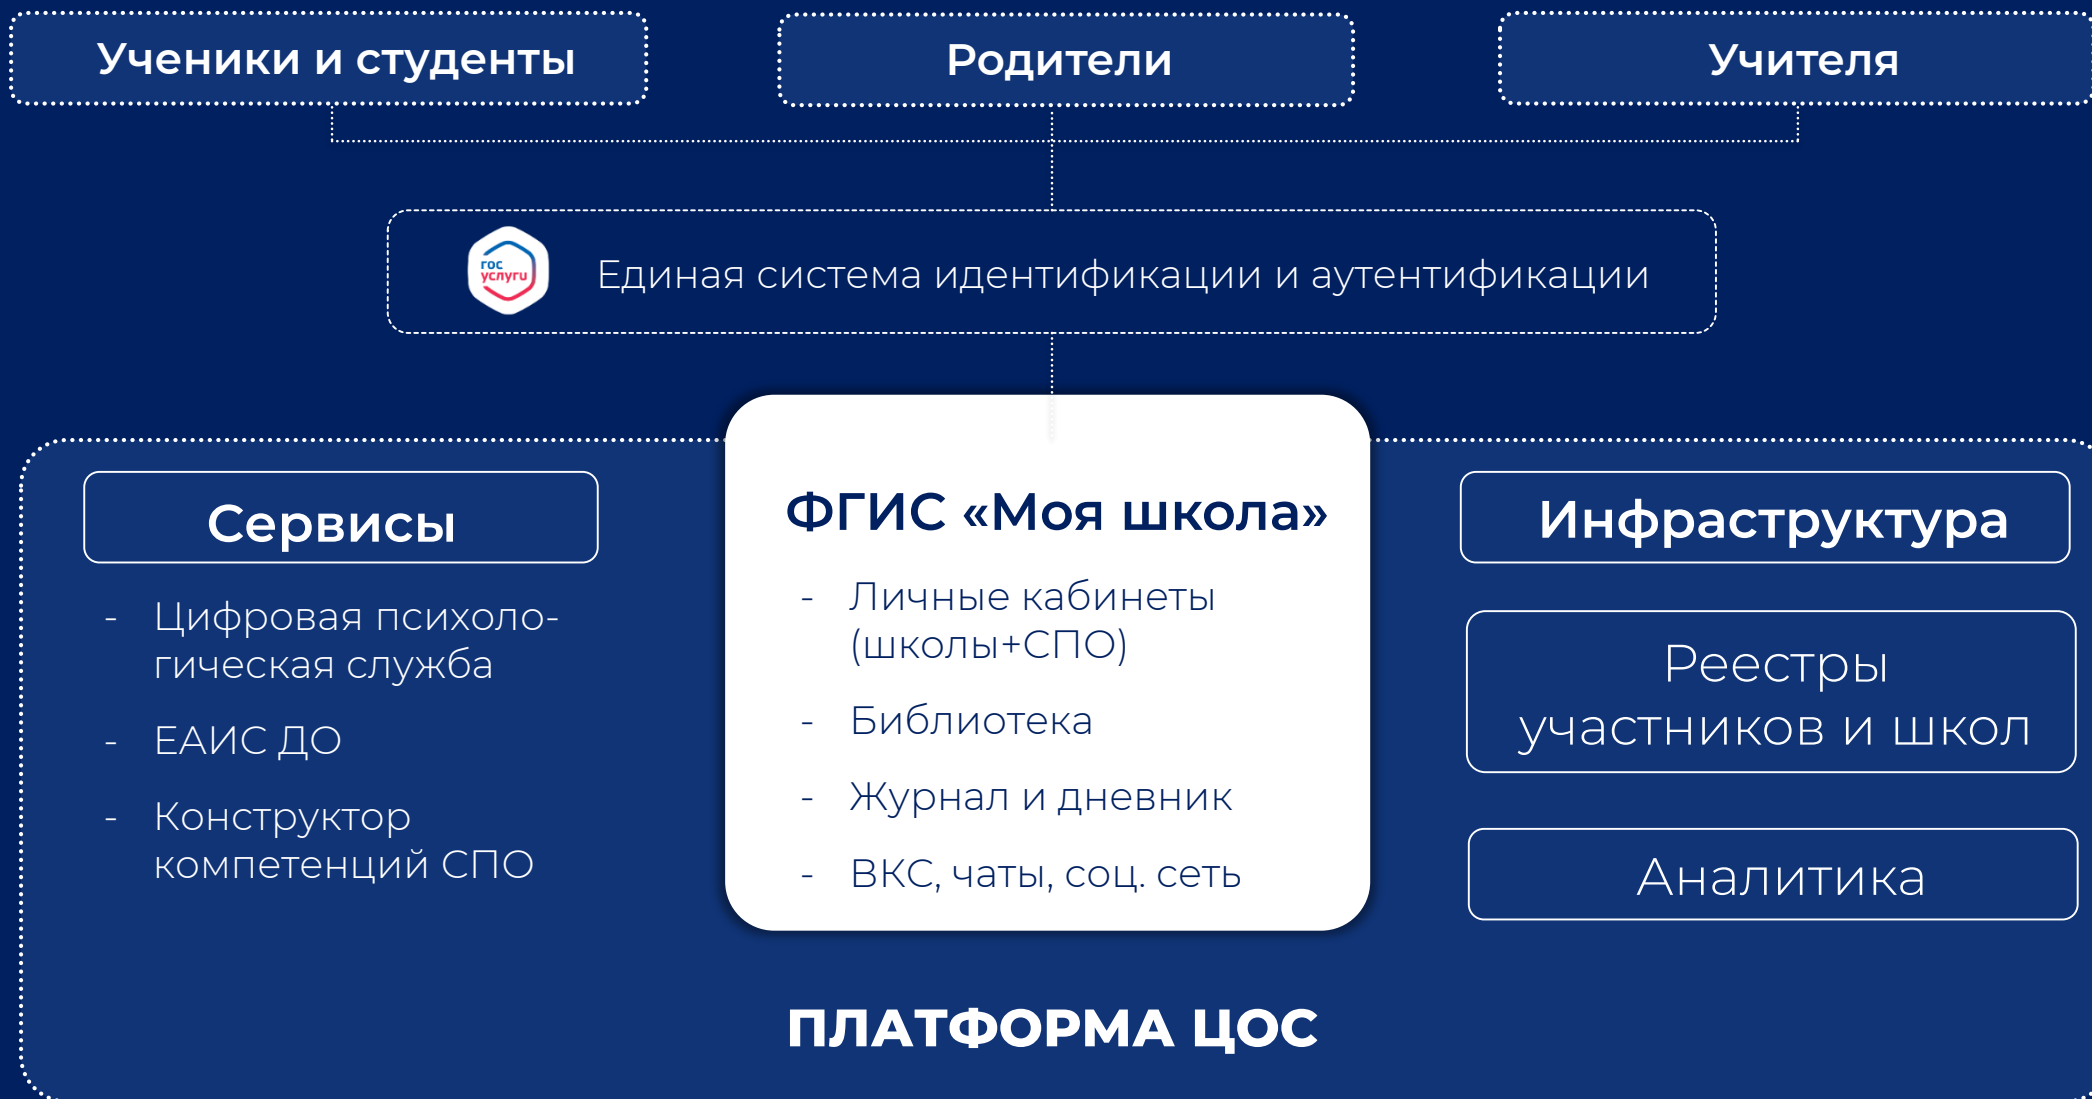 Ученики и студенты
Родители
Учителя
гос
услуги
Единая система идентификации и аутентификации
Сервисы
- Цифровая психоло-
гическая служба
- ЕАИС ДО
- Конструктор
компетенций СПО
ФГИС «Моя школа»
- Личные кабинеты
(школы+СПО)
- Библиотека
- Журнал и дневник
- ВКС, чаты, соц. сеть
Инфраструктура
Реестры
участников и школ
Аналитика
ПЛАТФОРМА ЦОС